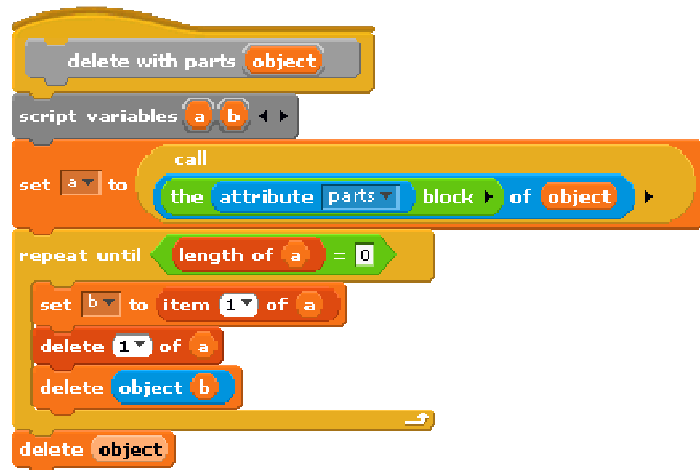 delete with parts object
script variables a b
call
set a to the attribute parts block of object
repeat until length of a = 0
set b to item 1 of a
delete 1 of a
delete object b
delete object